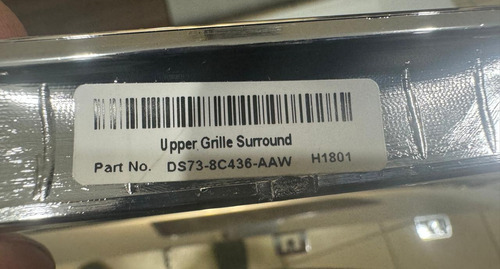 Upper Grille Surround
Part No. DS73-8C436-AAW H1801